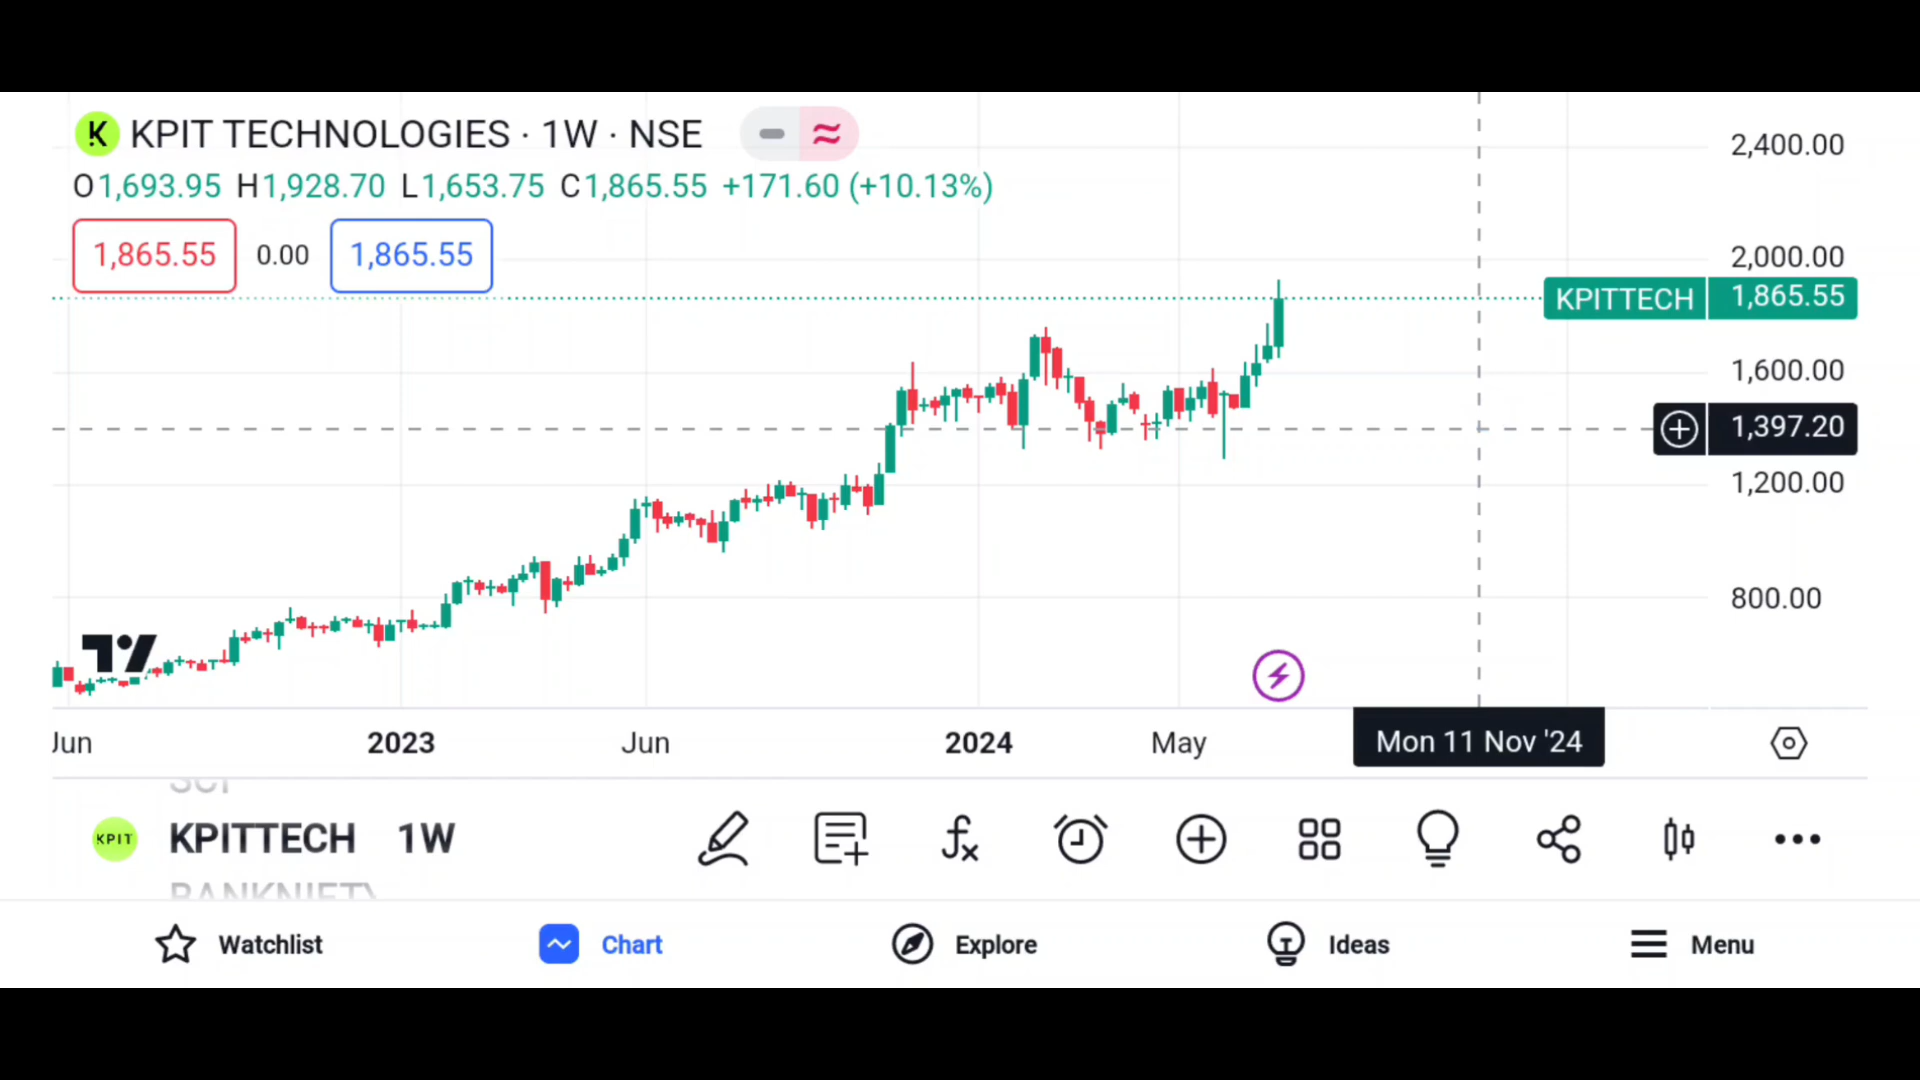 KPIT TECHNOLOGIES · 1W · NSE
O1,693.95 H1,928.70 L1,653.75 C1,865.55 +171.60 (+10.13%)
1,865.55 0.00 1,865.55
2,400.00
2,000.00
KPITTECH 1,865.55
1,600.00
1,397.20
1,200.00
800.00
Jun 2023 Jun 2024 May Mon 11 Nov '24
KPIT KPITTECH 1W
BANKNIFTY
Watchlist Chart Explore Ideas Menu